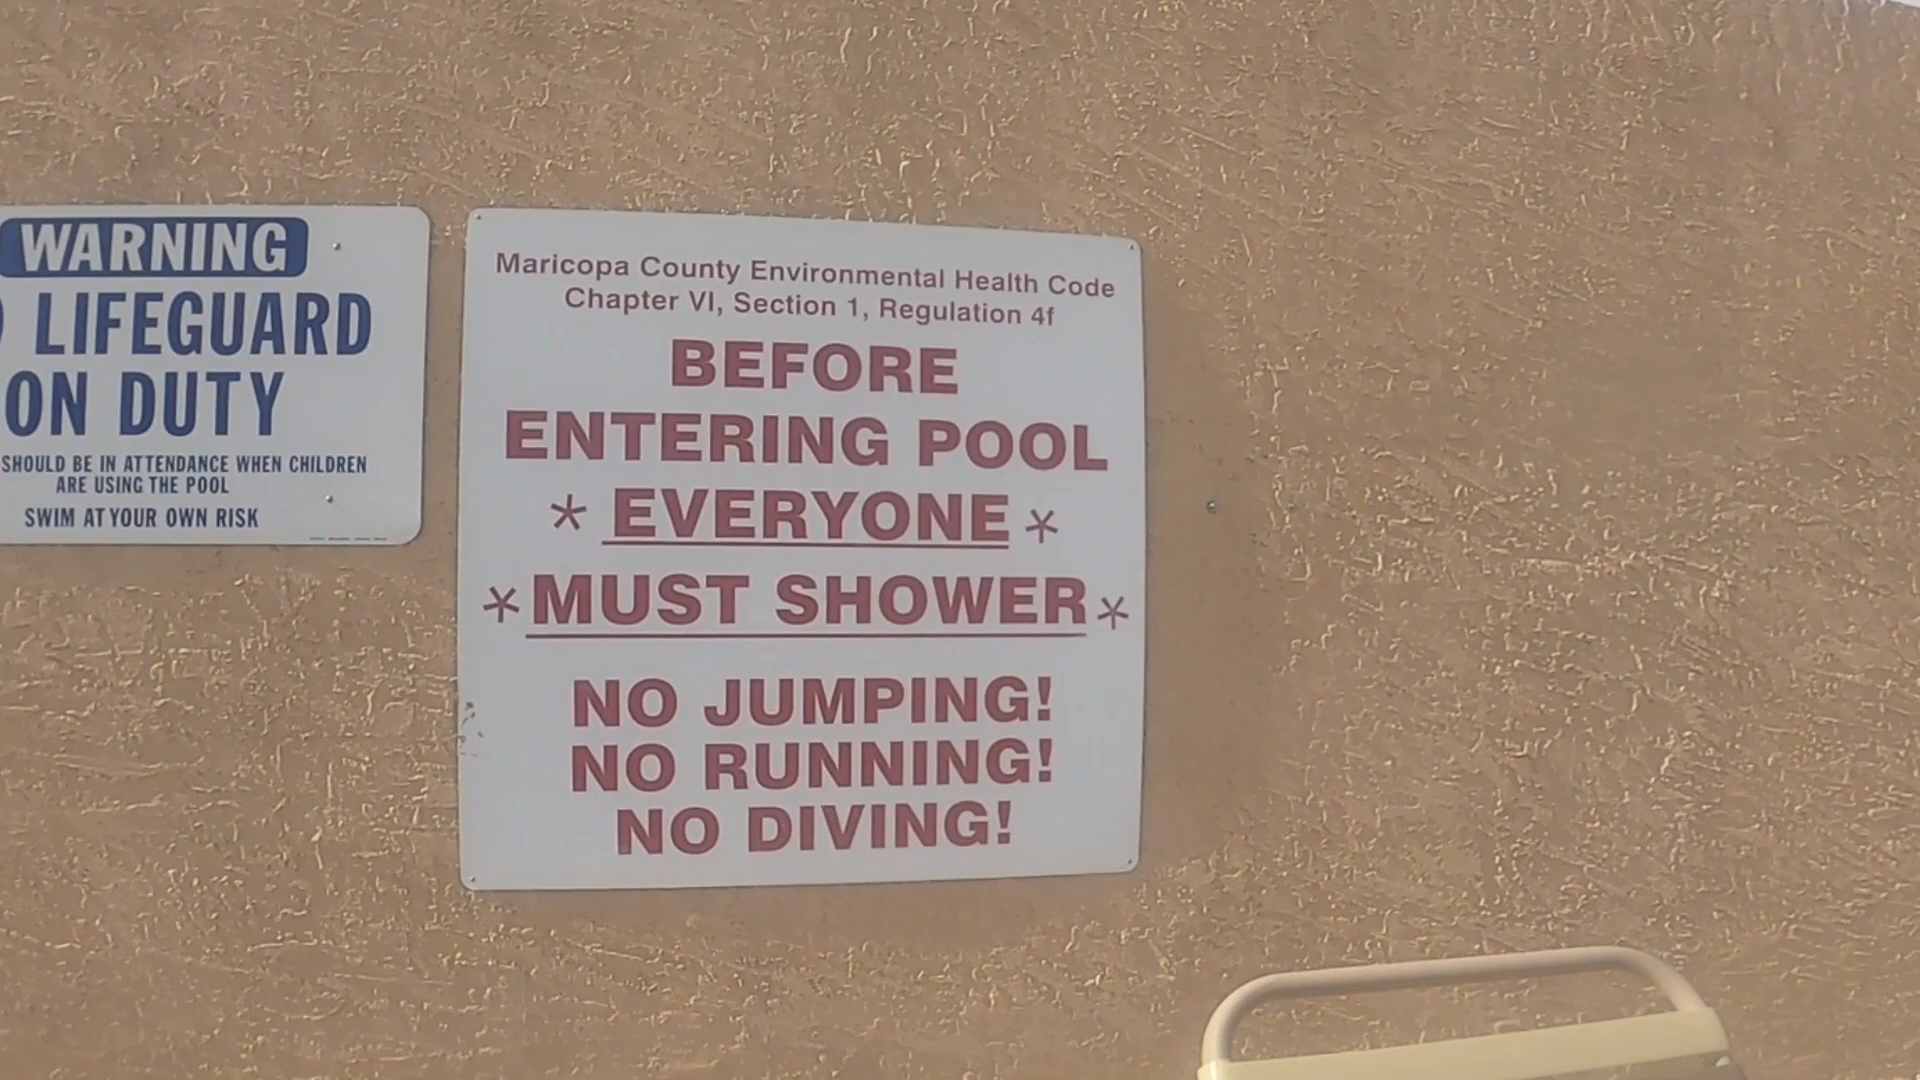 WARNING
LIFEGUARD
ON DUTY
SHOULD BE IN ATTENDANCE WHEN CHILDREN
ARE USING THE POOL
SWIM AT YOUR OWN RISK
Maricopa County Environmental Health Code
Chapter VI, Section 1, Regulation 4f
BEFORE
ENTERING POOL
* EVERYONE *
* MUST SHOWER *
NO JUMPING!
NO RUNNING!
NO DIVING!